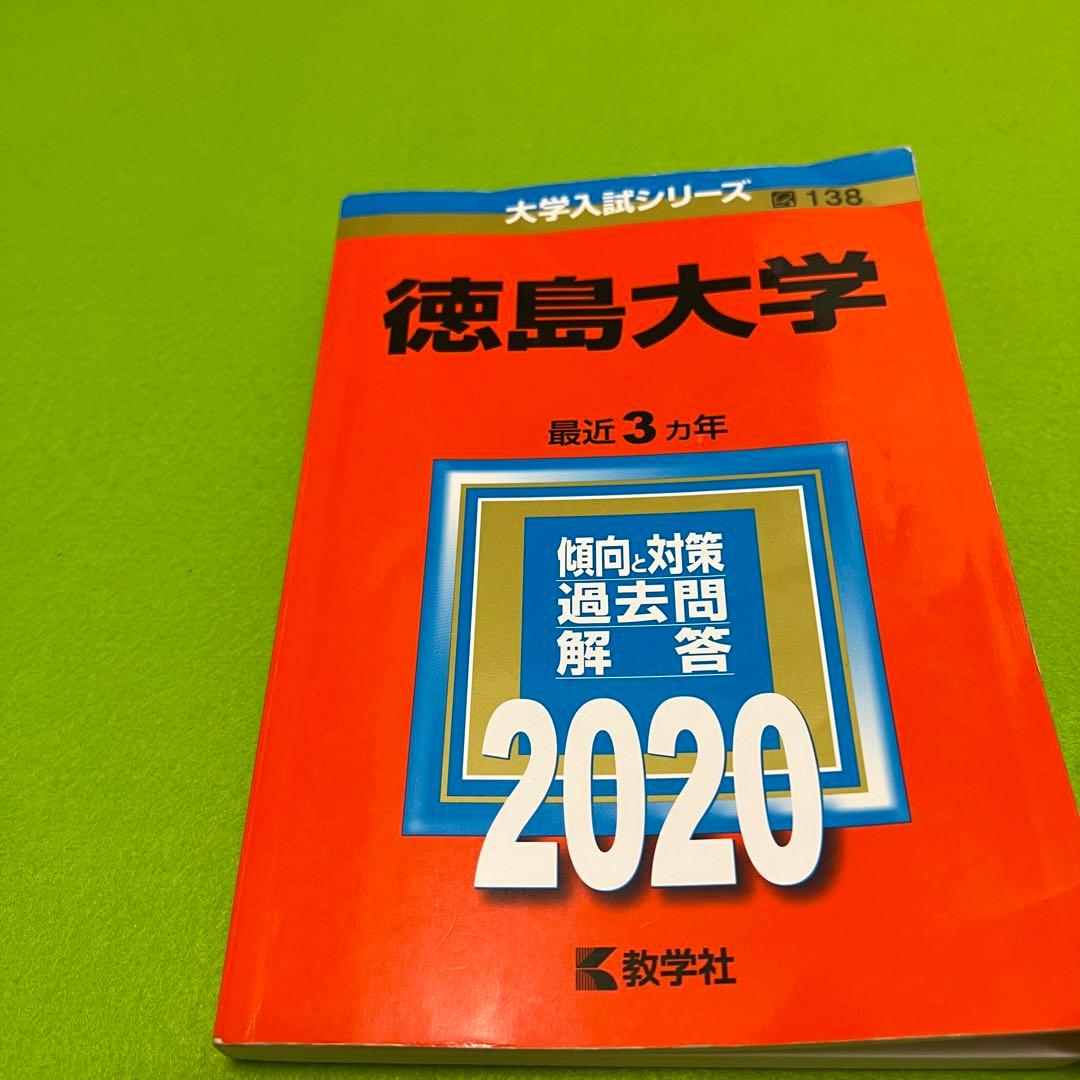 大学入試シリーズ 138
徳島大学
最近3カ年
傾向と対策
過去問
解答
2020
教学社